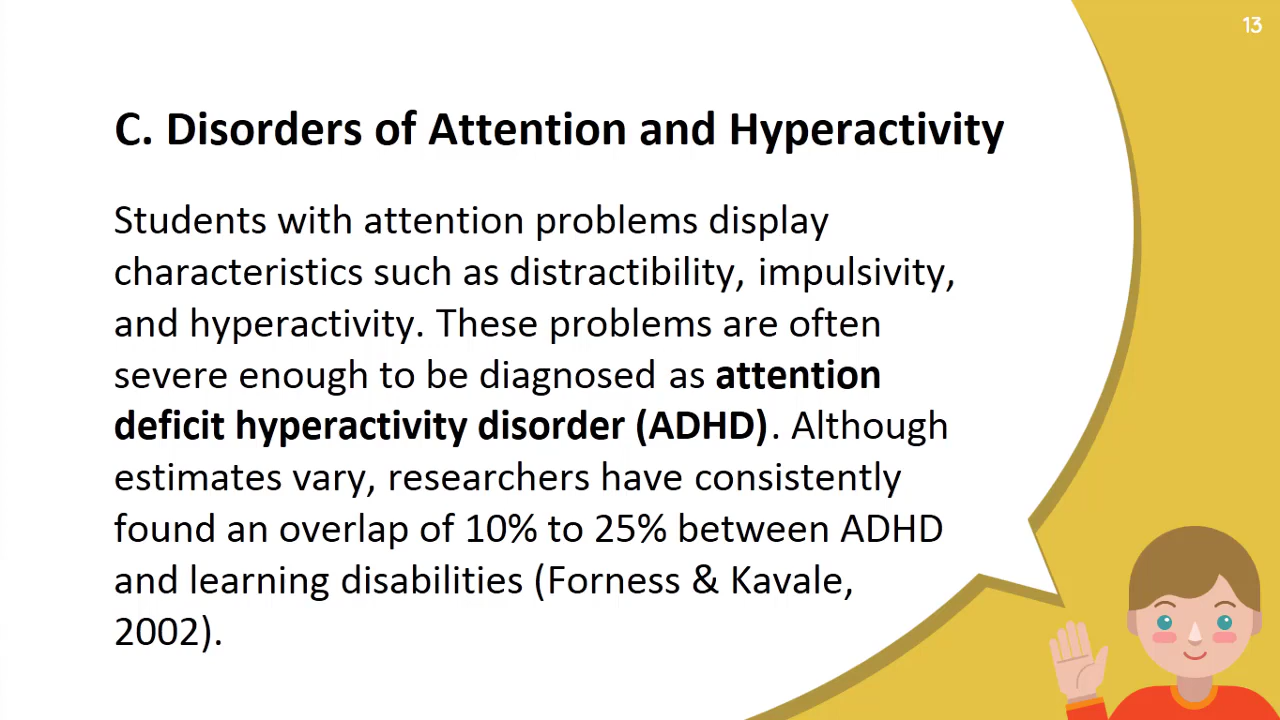 13
C. Disorders of Attention and Hyperactivity
Students with attention problems display
characteristics such as distractibility, impulsivity,
and hyperactivity. These problems are often
severe enough to be diagnosed as attention
deficit hyperactivity disorder (ADHD). Although
estimates vary, researchers have consistently
found an overlap of 10% to 25% between ADHD
and learning disabilities (Forness & Kavale,
2002).